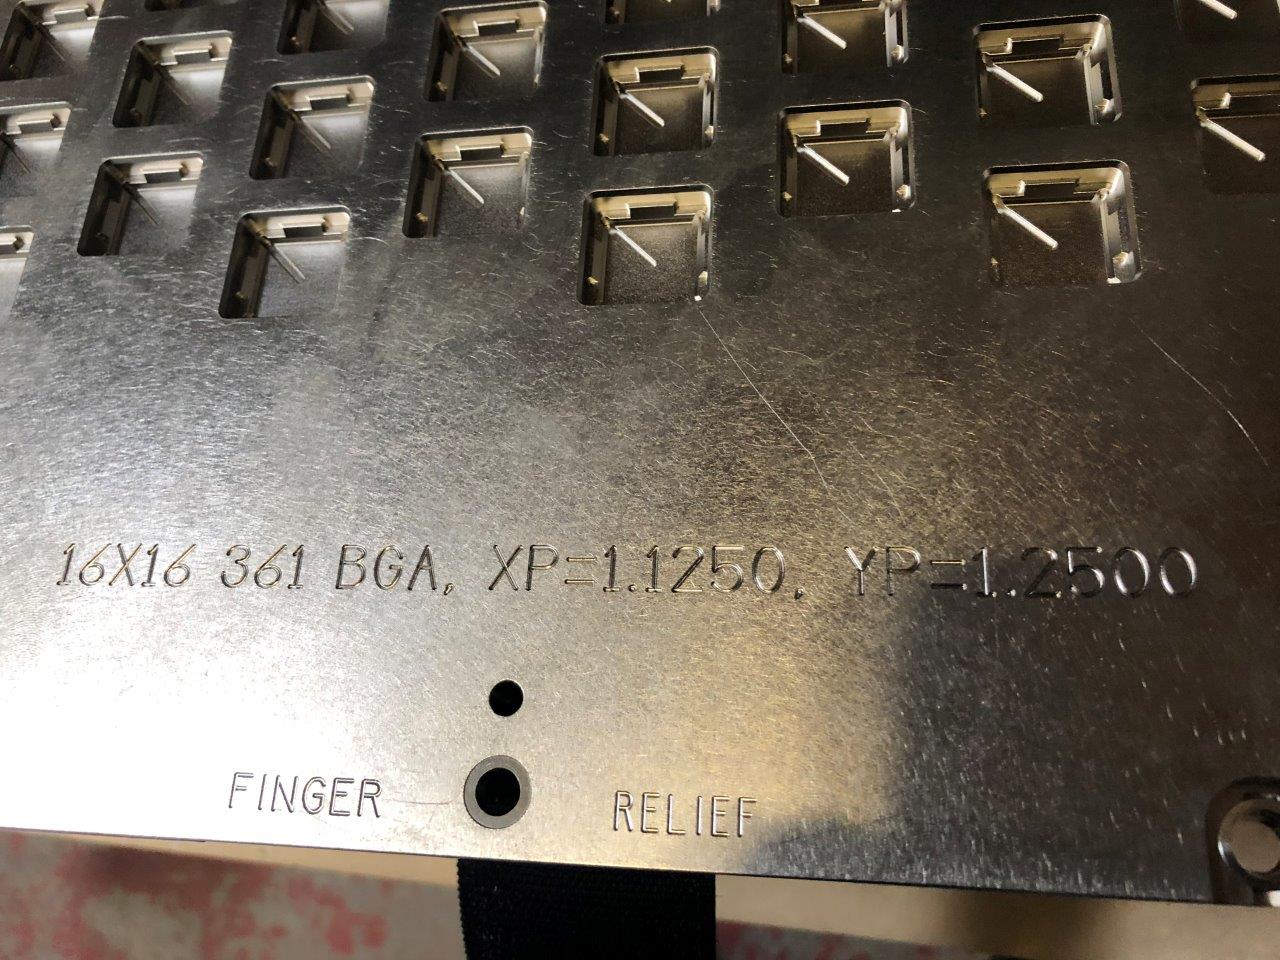 16X16 361 BGA, XP=1.1250, YP=1.2500
FINGER RELIEF